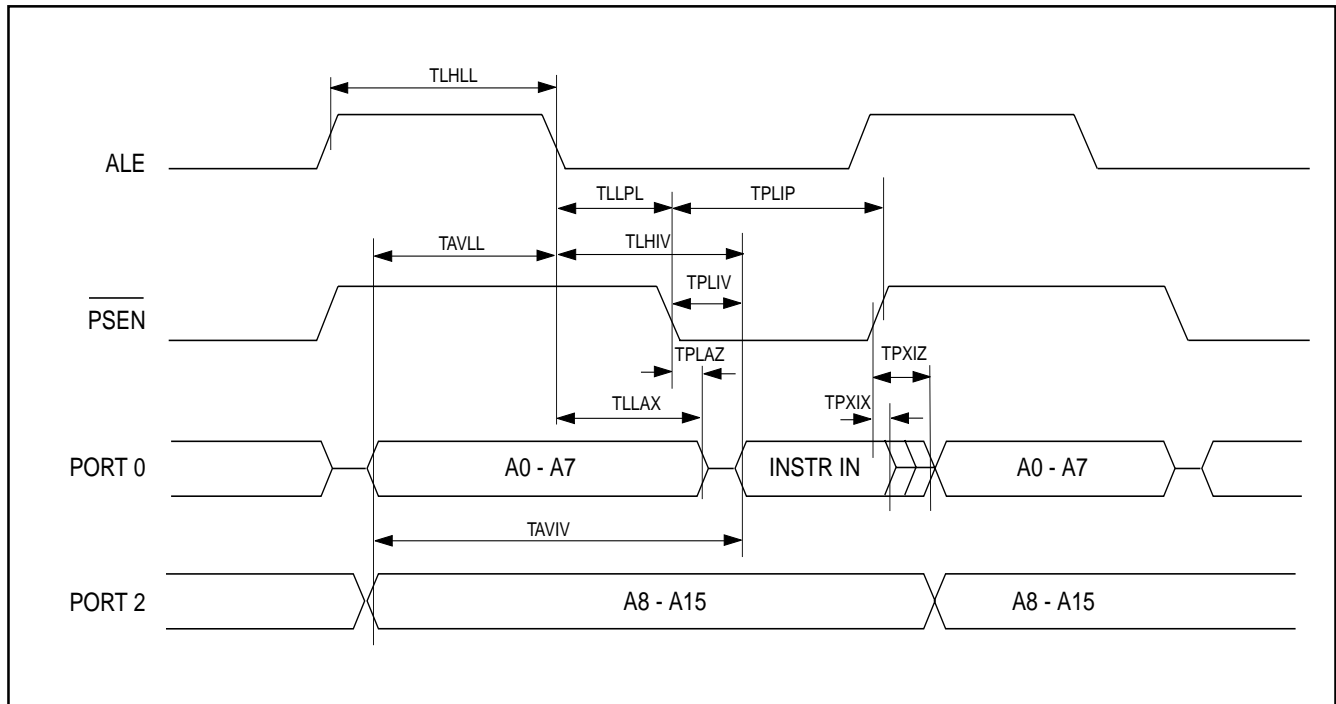 TLHLL
ALE
TLLPL TPLIP
TAVLL TLHIV
TPLIV
PSEN
TPLAZ TPXIZ
TLLAX TPXIX
PORT 0 A0 - A7 INSTR IN A0 - A7
TAVIV
PORT 2 A8 - A15 A8 - A15